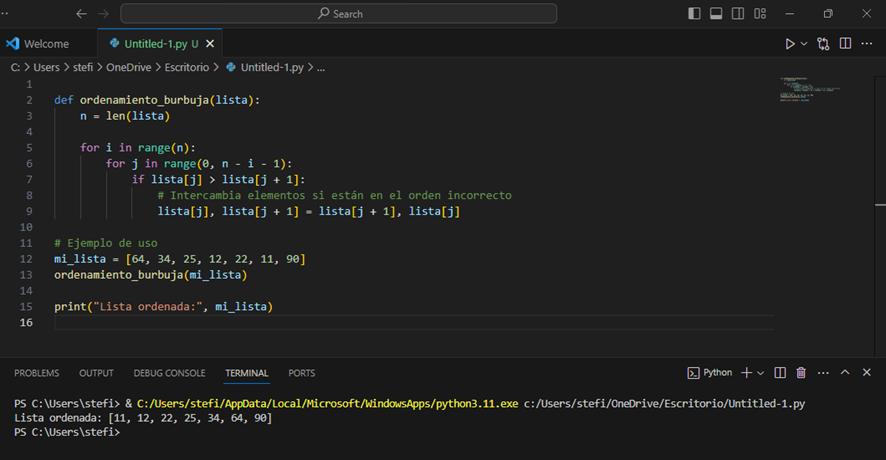 Search
Welcome
Untitled-1.py U
C: > Users > stefi > OneDrive > Escritorio > Untitled-1.py > ...
1
2 def ordenamiento_burbuja(lista):
3 n = len(lista)
4
5 for i in range(n):
6 for j in range(0, n - i - 1):
7 if lista[j] > lista[j + 1]:
8 # Intercambia elementos si están en el orden incorrecto
9 lista[j], lista[j + 1] = lista[j + 1], lista[j]
10
11 # Ejemplo de uso
12 mi_lista = [64, 34, 25, 12, 22, 11, 90]
13 ordenamiento_burbuja(mi_lista)
14
15 print("Lista ordenada:", mi_lista)
16
PROBLEMS OUTPUT DEBUG CONSOLE TERMINAL PORTS
Python
PS C:\Users\stefi> & C:/Users/stefi/AppData/Local/Microsoft/WindowsApps/python3.11.exe c:/Users/stefi/OneDrive/Escritorio/Untitled-1.py
Lista ordenada: [11, 12, 22, 25, 34, 64, 90]
PS C:\Users\stefi>